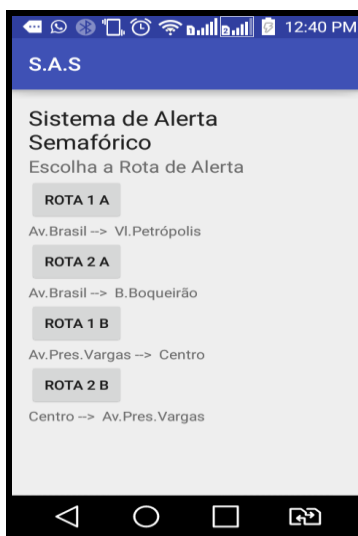 12:40 PM
S.A.S
Sistema de Alerta
Semafórico
Escolha a Rota de Alerta
ROTA 1 A
Av.Brasil --> Vl.Petrópolis
ROTA 2 A
Av.Brasil --> B.Boqueirão
ROTA 1 B
Av.Pres.Vargas --> Centro
ROTA 2 B
Centro --> Av.Pres.Vargas